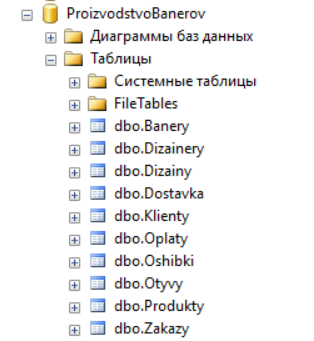 ProizvodstvoBanerov
Диаграммы баз данных
Таблицы
Системные таблицы
FileTables
dbo.Banery
dbo.Dizainery
dbo.Dizainy
dbo.Dostavka
dbo.Klienty
dbo.Oplaty
dbo.Oshibki
dbo.Otyvy
dbo.Produkty
dbo.Zakazy